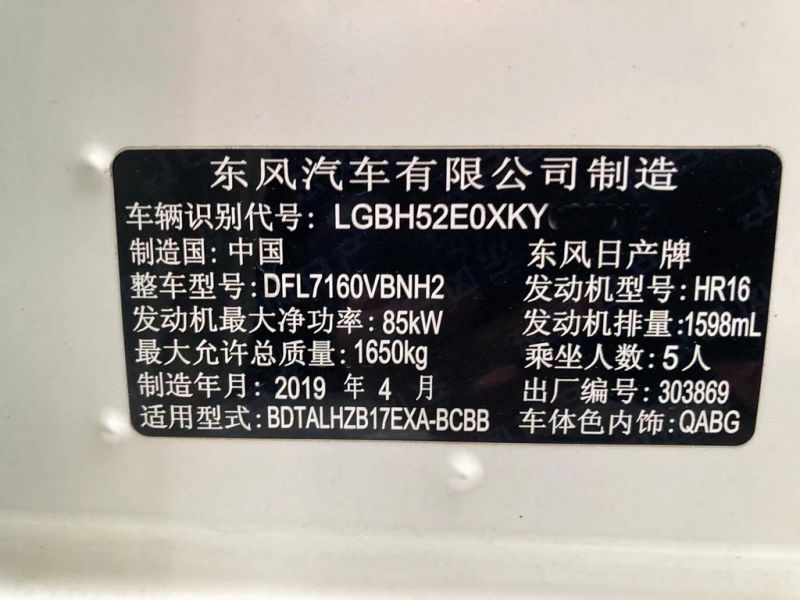 东风汽车有限公司制造
车辆识别代号: LGBH52E0XKY
制造国: 中国 东风日产牌
整车型号: DFL7160VBNH2 发动机型号: HR16
发动机最大净功率: 85kW 发动机排量: 1598mL
最大允许总质量: 1650kg 乘坐人数: 5人
制造年月: 2019 年 4 月 出厂编号: 303869
适用型式: BDTALHZB17EXA-BCBB 车体色内饰: QABG